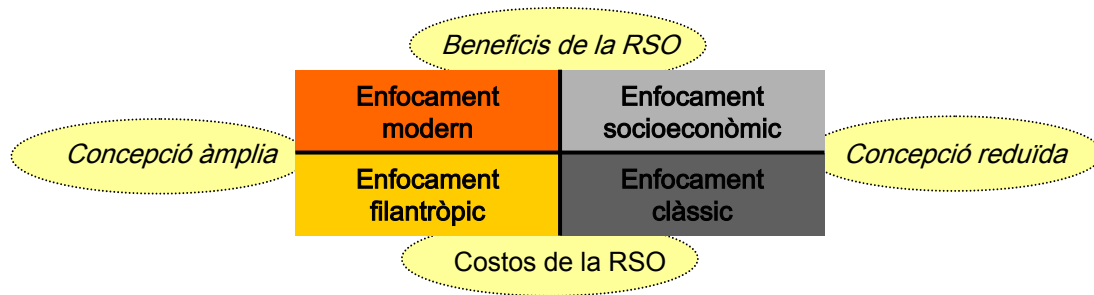 Beneficis de la RSO
Enfocament
modern
Enfocament
socioeconòmic
Concepció àmplia
Concepció reduïda
Enfocament
filantròpic
Enfocament
clàssic
Costos de la RSO